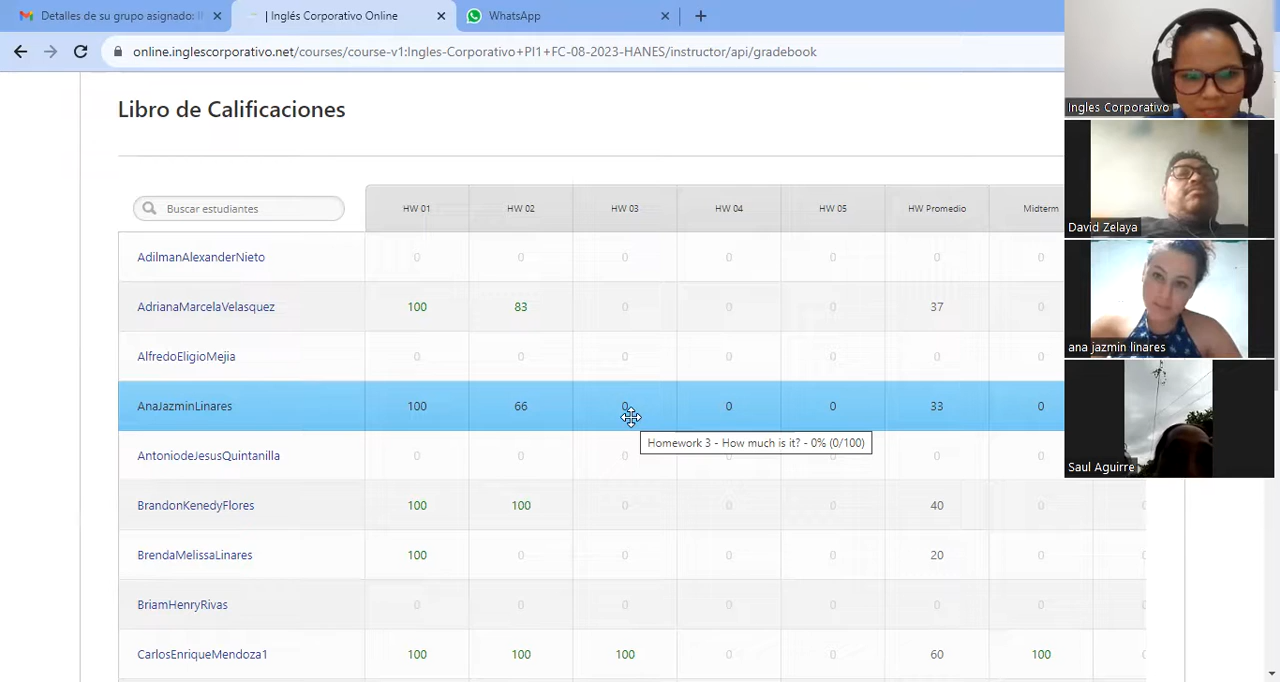 Detalles de su grupo asignado: I
| Inglés Corporativo Online
WhatsApp
online.inglescorporativo.net/courses/course-v1:Ingles-Corporativo+PI1+FC-08-2023-HANES/instructor/api/gradebook
Libro de Calificaciones
Buscar estudiantes HW 01 HW 02 HW 03 HW 04 HW 05 HW Promedio Midterm
AdilmanAlexanderNieto 0 0 0 0 0 0 0
AdrianaMarcelaVelasquez 100 83 0 0 0 37 0
AlfredoEligioMejia 0 0 0 0 0 0 0
AnaJazminLinares 100 66 0 0 0 33 0
Homework 3 - How much is it? - 0% (0/100)
AntoniodeJesusQuintanilla 0 0 0 0 0 0 0
BrandonKenedyFlores 100 100 0 0 0 40 0
BrendaMelissaLinares 100 0 0 0 0 20 0
BriamHenryRivas 0 0 0 0 0 0 0
CarlosEnriqueMendoza1 100 100 100 0 0 60 100
Ingles Corporativo
David Zelaya
ana jazmin linares
Saul Aguirre